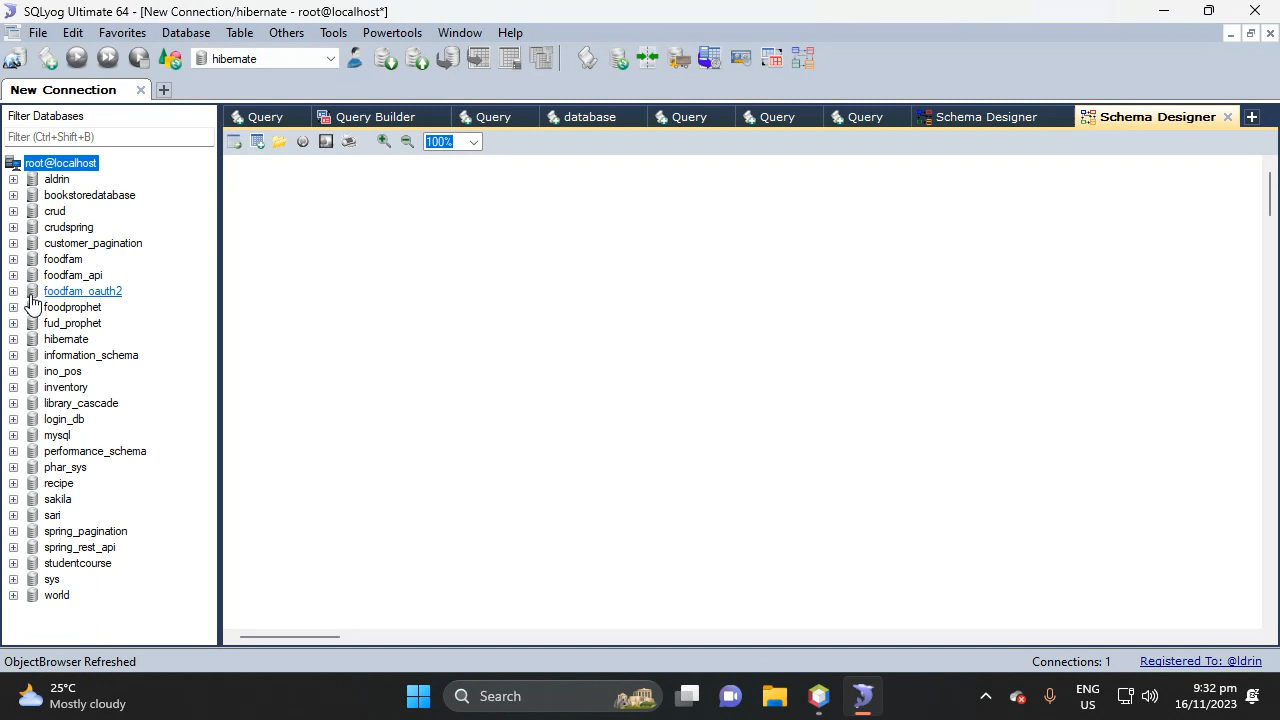 SQLyog Ultimate 64 - [New Connection/hibernate - root@localhost*]
File Edit Favorites Database Table Others Tools Powertools Window Help
hibernate
New Connection
Filter Databases
Filter (Ctrl+Shift+B)
Query Query Builder Query database Query Query Query Schema Designer Schema Designer
100%
root@localhost
aldrin
bookstoredatabase
crud
crudspring
customer_pagination
foodfam
foodfam_api
foodfam_oauth2
foodprophet
fud_prophet
hibernate
information_schema
ino_pos
inventory
library_cascade
login_db
mysql
performance_schema
phar_sys
recipe
sakila
sari
spring_pagination
spring_rest_api
studentcourse
sys
world
ObjectBrowser Refreshed
Connections: 1
Registered To: @ldrin
25°C
Mostly cloudy
Search
ENG
US
9:32 pm
16/11/2023